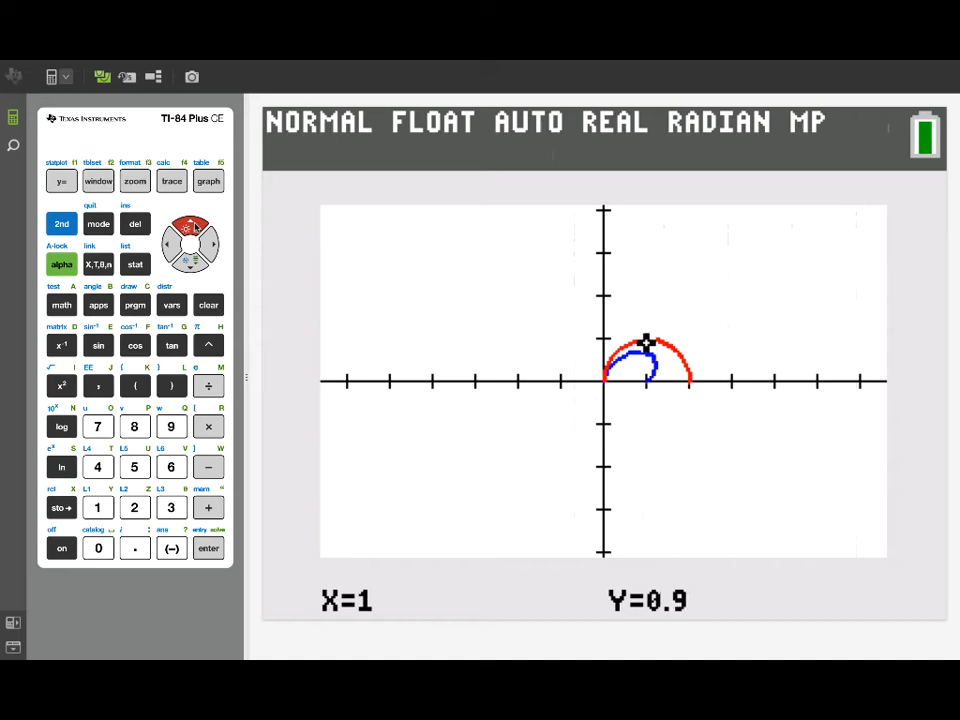 TEXAS INSTRUMENTS TI-84 Plus CE
NORMAL FLOAT AUTO REAL RADIAN MP
statplot f1 tblset f2 format f3 calc f4 table f5
y= window zoom trace graph
quit ins
2nd mode del
A-lock link list
alpha X,T,θ,n stat
test A angle B draw C distr
math apps prgm vars clear
matrix D sin⁻¹ E cos⁻¹ F tan⁻¹ G π H
x⁻¹ sin cos tan ^
√ I EE J { K } L e M
x² , ( ) ÷
10ˣ N u O v P w Q [ R
log 7 8 9 ×
eˣ S L4 T L5 U L6 V ] W
ln 4 5 6 −
rcl X L1 Y L2 Z L3 θ mem "
sto→ 1 2 3 +
off catalog ␣ i : ans ? entry solve
on 0 . (−) enter
X=1 Y=0.9